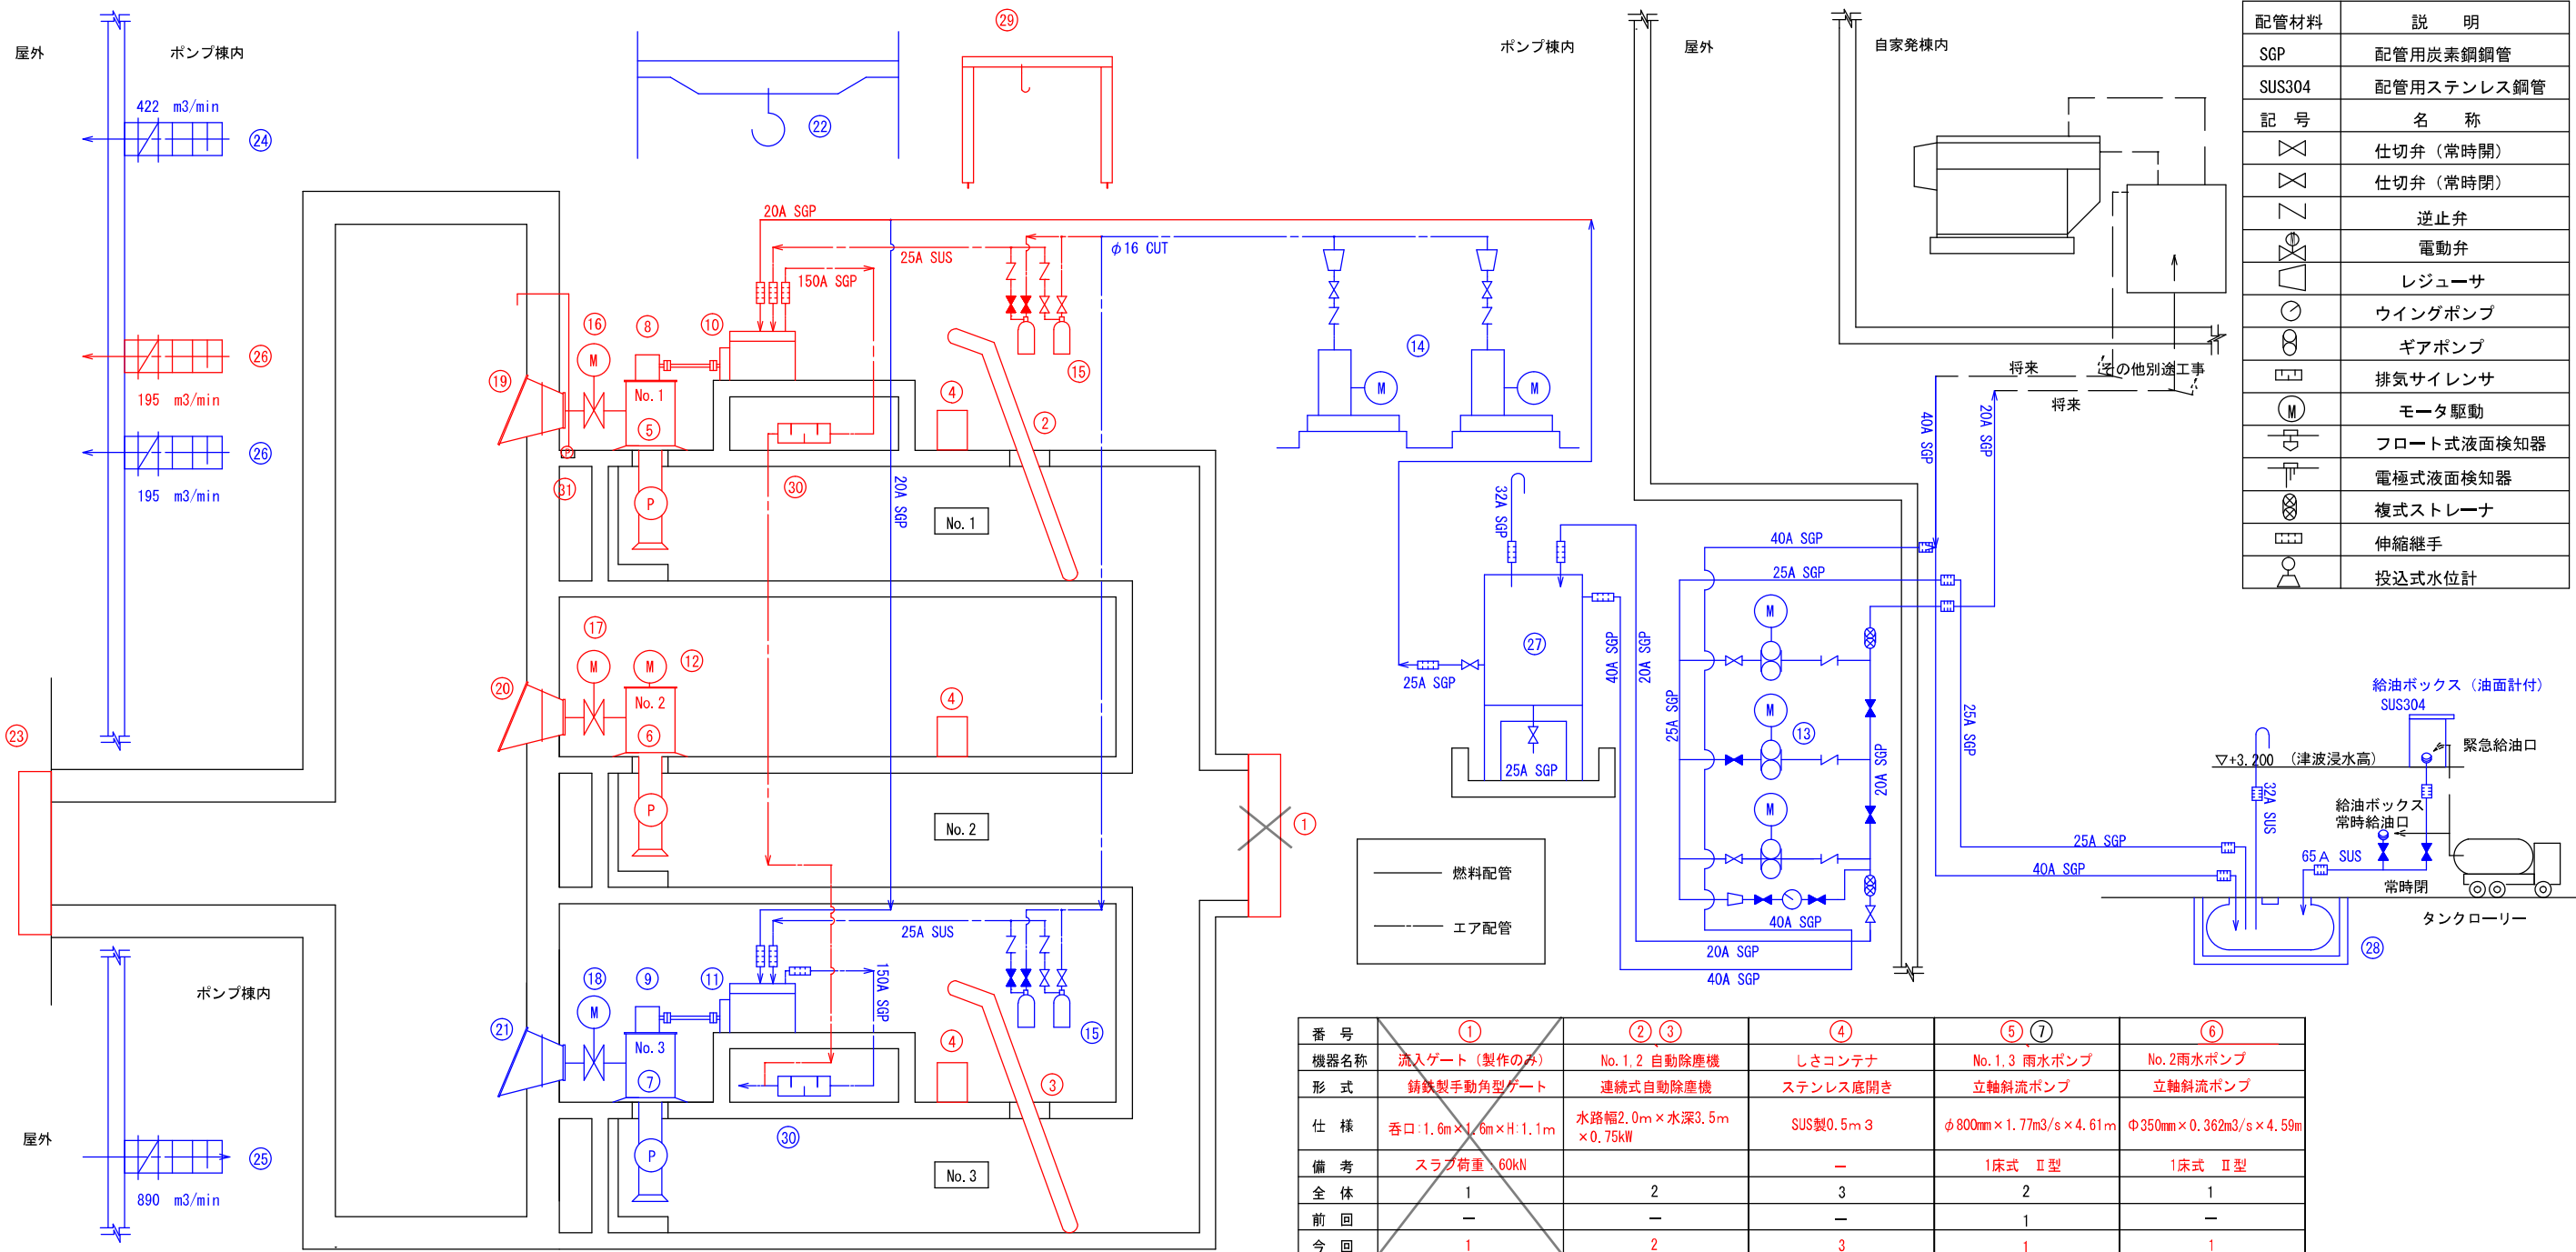 屋外
ポンプ棟内
422 m3/min
24
26
195 m3/min
26
195 m3/min
22
29
ポンプ棟内
屋外
自家発棟内
配管材料 説 明
SGP 配管用炭素鋼鋼管
SUS304 配管用ステンレス鋼管
記 号 名 称
仕切弁（常時開）
仕切弁（常時閉）
逆止弁
電動弁
レジューサ
ウイングポンプ
ギアポンプ
排気サイレンサ
M モータ駆動
フロート式液面検知器
電極式液面検知器
複式ストレーナ
伸縮継手
投込式水位計
20A SGP
25A SUS
φ16 CUT
150A SGP
16
8
10
M
19
No.1
5
4
2
15
14
M
M
P
31
P
30
20A SGP
No.1
将来
その他別途工事
将来
40A SGP
20A SGP
32A SGP
27
25A SGP
25A SGP
40A SGP
20A SGP
40A SGP
25A SGP
25A SGP
M
M
13
M
20A SGP
25A SGP
40A SGP
20A SGP
40A SGP
17
M
M
12
20
No.2
6
4
P
No.2
23
1
給油ボックス（油面計付）
SUS304
緊急給油口
▽+3.200 （津波浸水高）
給油ボックス
常時給油口
32A SUS
25A SGP
65A SUS
40A SGP
常時閉
タンクローリー
28
燃料配管
エア配管
25A SUS
150A SGP
18
9
11
M
21
No.3
7
4
3
15
P
30
No.3
ポンプ棟内
屋外
25
890 m3/min
番 号 1 2 3 4 5 7 6
機器名称 流入ゲート（製作のみ） No.1,2 自動除塵機 しさコンテナ No.1,3 雨水ポンプ No.2雨水ポンプ
形 式 鋳鉄製手動角型ゲート 連続式自動除塵機 ステンレス底開き 立軸斜流ポンプ 立軸斜流ポンプ
仕 様 呑口:1.6m×1.6m×H:1.1m 水路幅2.0m×水深3.5m ×0.75kW SUS製0.5m3 φ800mm×1.77m3/s×4.61m Φ350mm×0.362m3/s×4.59m
備 考 スラブ荷重:60kN － 1床式 Ⅱ型 1床式 Ⅱ型
全 体 1 2 3 2 1
前 回 － － － 1 －
今 回 1 2 3 1 1